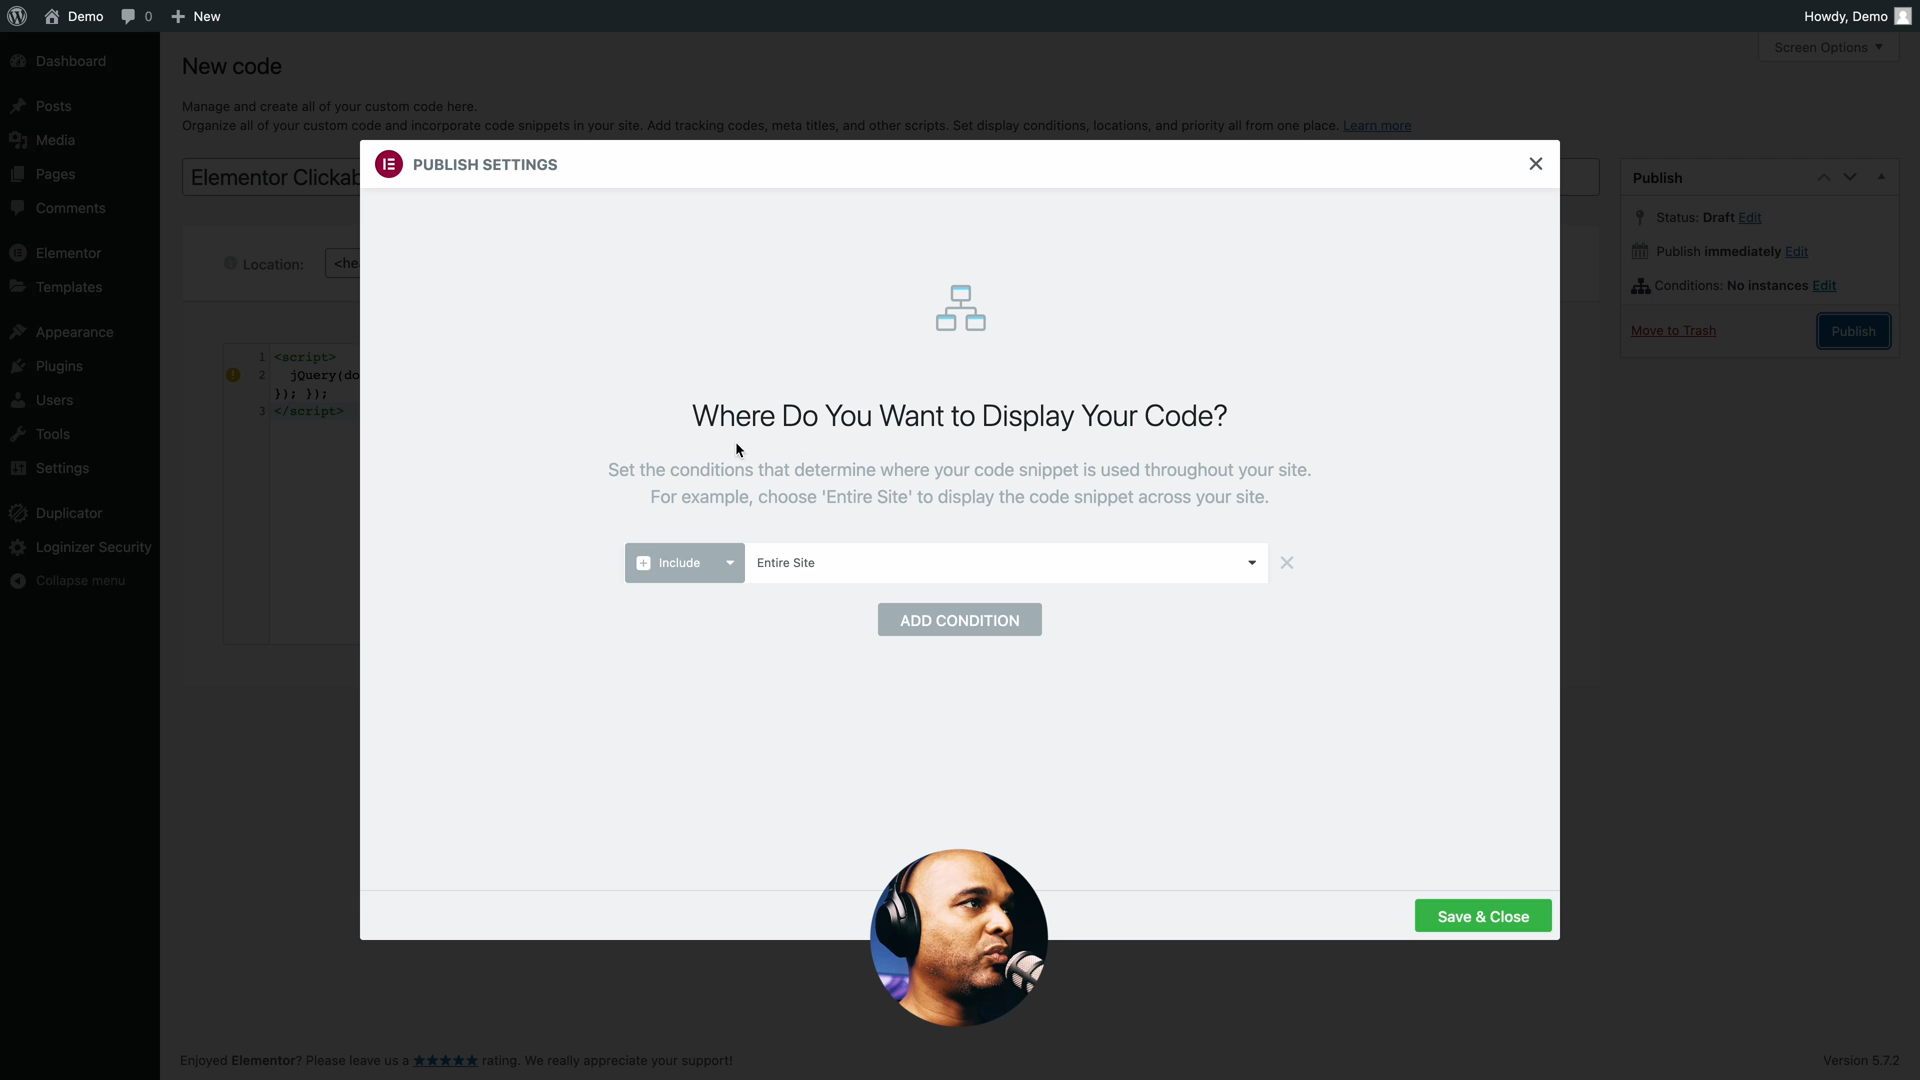 Demo
0
New
Howdy, Demo
Dashboard
Posts
Media
Pages
Comments
Elementor
Templates
Appearance
Plugins
Users
Tools
Settings
Duplicator
Loginizer Security
Collapse menu
New code
Screen Options
Manage and create all of your custom code here.
Organize all of your custom code and incorporate code snippets in your site. Add tracking codes, meta titles, and other scripts. Set display conditions, locations, and priority all from one place. Learn more
Elementor Clickab
Location:
<he
1 <script>
2 jQuery(do
}); });
3 </script>
PUBLISH SETTINGS
Where Do You Want to Display Your Code?
Set the conditions that determine where your code snippet is used throughout your site.
For example, choose 'Entire Site' to display the code snippet across your site.
Include
Entire Site
ADD CONDITION
Save & Close
Publish
Status: Draft Edit
Publish immediately Edit
Conditions: No instances Edit
Move to Trash
Publish
Enjoyed Elementor? Please leave us a ★★★★★ rating. We really appreciate your support!
Version 5.7.2